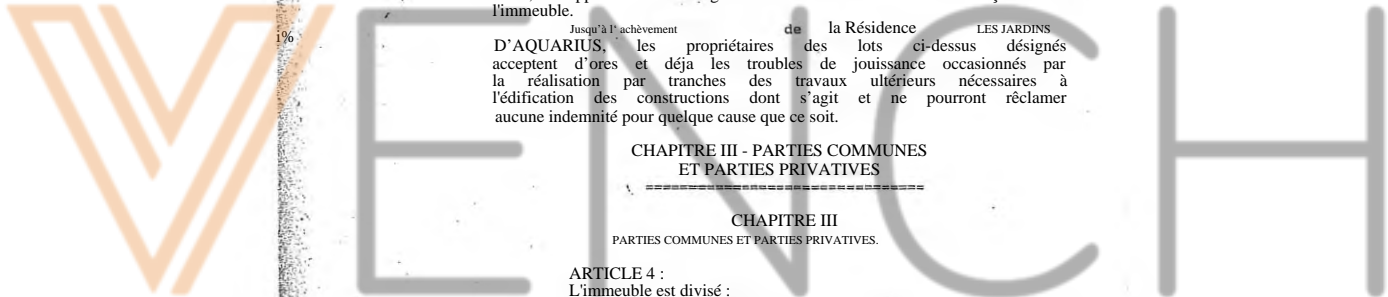 l'immeuble.
Jusqu'à l' achèvement de la Résidence LES JARDINS
i%
D'AQUARIUS, les propriétaires des lots ci-dessus désignés
acceptent d'ores et déja les troubles de jouissance occasionnés par
la réalisation par tranches des travaux ultérieurs nécessaires à
l'édification des constructions dont s'agit et ne pourront rêclamer
aucune indemnité pour quelque cause que ce soit.
CHAPITRE III - PARTIES COMMUNES
ET PARTIES PRIVATIVES
=================================
CHAPITRE III
PARTIES COMMUNES ET PARTIES PRIVATIVES.
ARTICLE 4 :
L'immeuble est divisé :
VENCH